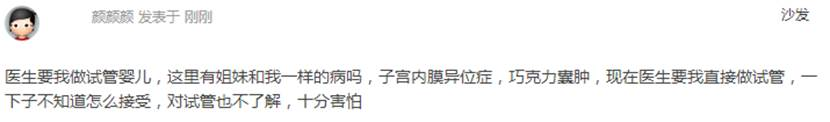 颜颜颜 发表于 刚刚
沙发
医生要我做试管婴儿，这里有姐妹和我一样的病吗，子宫内膜异位症，巧克力囊肿，现在医生要我直接做试管，一
下子不知道怎么接受，对试管也不了解，十分害怕